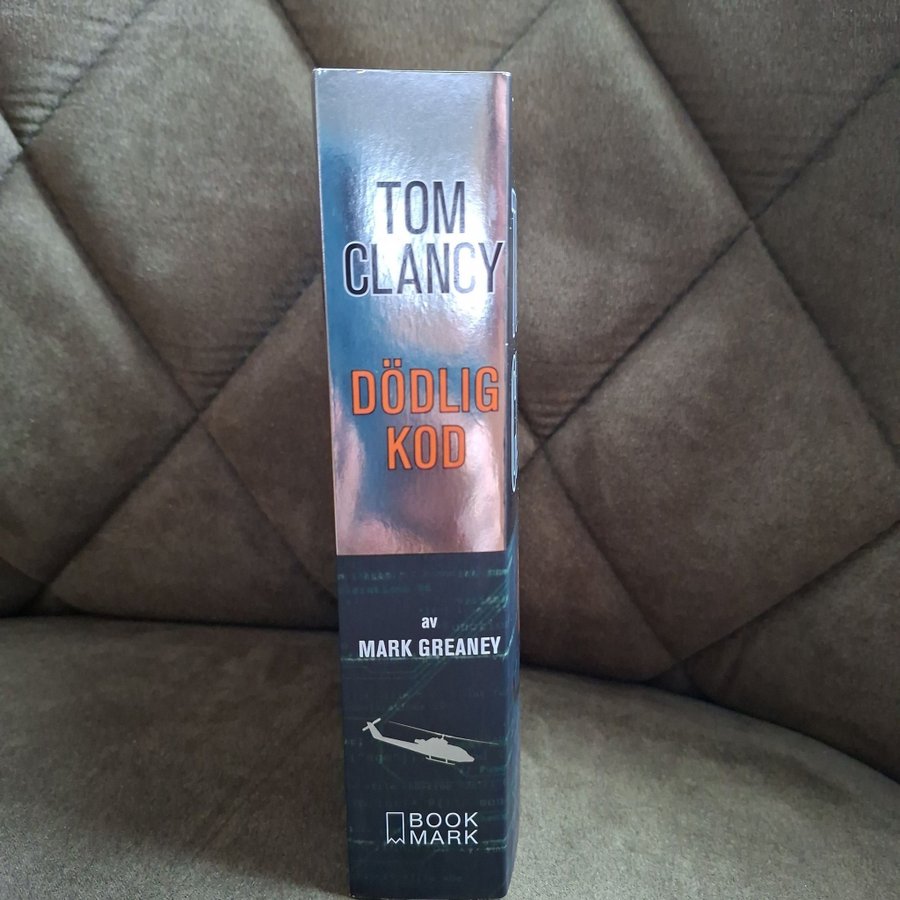 TOM
CLANCY
DÖDLIG
KOD
av
MARK GREANEY
BOOK
MARK